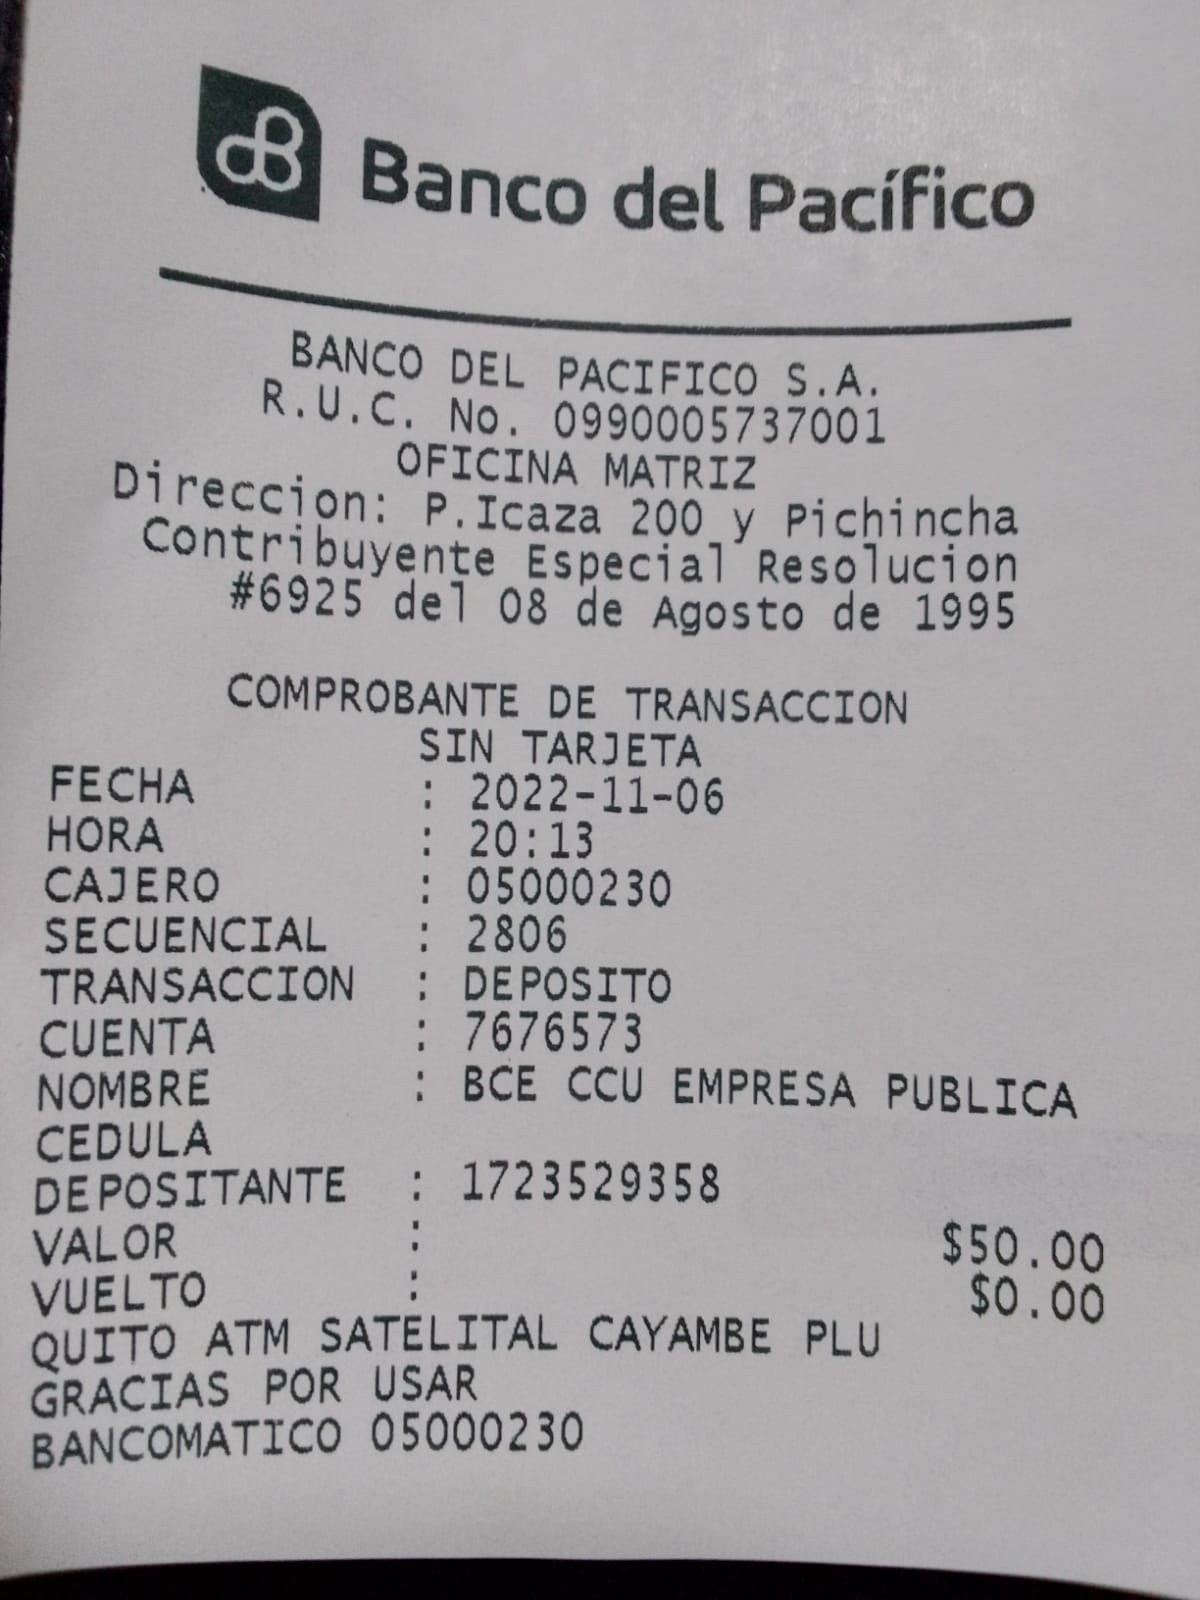 Banco del Pacífico
BANCO DEL PACIFICO S.A.
R.U.C. No. 0990005737001
OFICINA MATRIZ
Direccion: P.Icaza 200 y Pichincha
Contribuyente Especial Resolucion
#6925 del 08 de Agosto de 1995
COMPROBANTE DE TRANSACCION
SIN TARJETA
FECHA : 2022-11-06
HORA : 20:13
CAJERO : 05000230
SECUENCIAL : 2806
TRANSACCION : DEPOSITO
CUENTA : 7676573
NOMBRE : BCE CCU EMPRESA PUBLICA
CEDULA
DEPOSITANTE : 1723529358
VALOR : $50.00
VUELTO : $0.00
QUITO ATM SATELITAL CAYAMBE PLU
GRACIAS POR USAR
BANCOMATICO 05000230